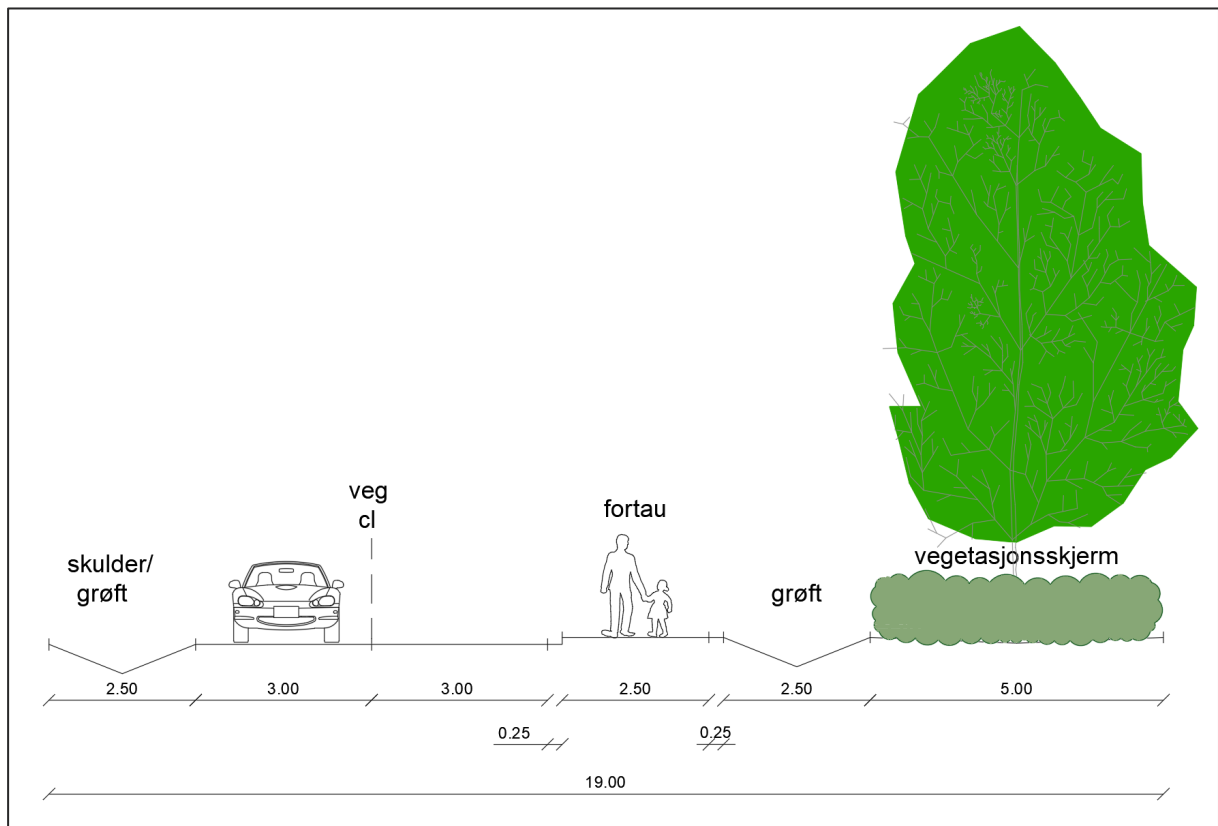 veg
cl
fortau
skulder/
grøft
grøft
vegetasjonsskjerm
2.50
3.00
3.00
2.50
2.50
5.00
0.25
0.25
19.00